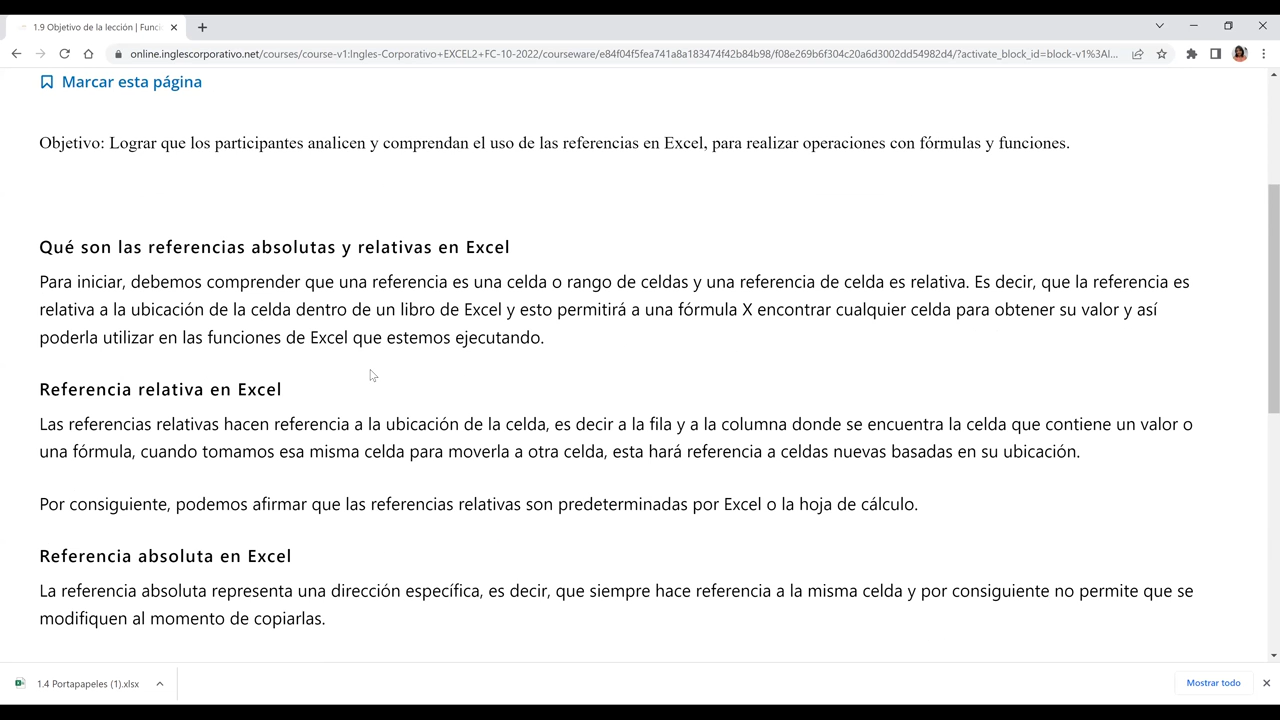 1.9 Objetivo de la lección | Func
online.inglescorporativo.net/courses/course-v1:Ingles-Corporativo+EXCEL2+FC-10-2022/courseware/e84f04f5fea741a8a183474f42b84b98/f08e269b6f304c20a6d3002dd54982d4/?activate_block_id=block-v1%3AI...
Marcar esta página
Objetivo: Lograr que los participantes analicen y comprendan el uso de las referencias en Excel, para realizar operaciones con fórmulas y funciones.
Qué son las referencias absolutas y relativas en Excel
Para iniciar, debemos comprender que una referencia es una celda o rango de celdas y una referencia de celda es relativa. Es decir, que la referencia es
relativa a la ubicación de la celda dentro de un libro de Excel y esto permitirá a una fórmula X encontrar cualquier celda para obtener su valor y así
poderla utilizar en las funciones de Excel que estemos ejecutando.
Referencia relativa en Excel
Las referencias relativas hacen referencia a la ubicación de la celda, es decir a la fila y a la columna donde se encuentra la celda que contiene un valor o
una fórmula, cuando tomamos esa misma celda para moverla a otra celda, esta hará referencia a celdas nuevas basadas en su ubicación.
Por consiguiente, podemos afirmar que las referencias relativas son predeterminadas por Excel o la hoja de cálculo.
Referencia absoluta en Excel
La referencia absoluta representa una dirección específica, es decir, que siempre hace referencia a la misma celda y por consiguiente no permite que se
modifiquen al momento de copiarlas.
1.4 Portapapeles (1).xlsx
Mostrar todo